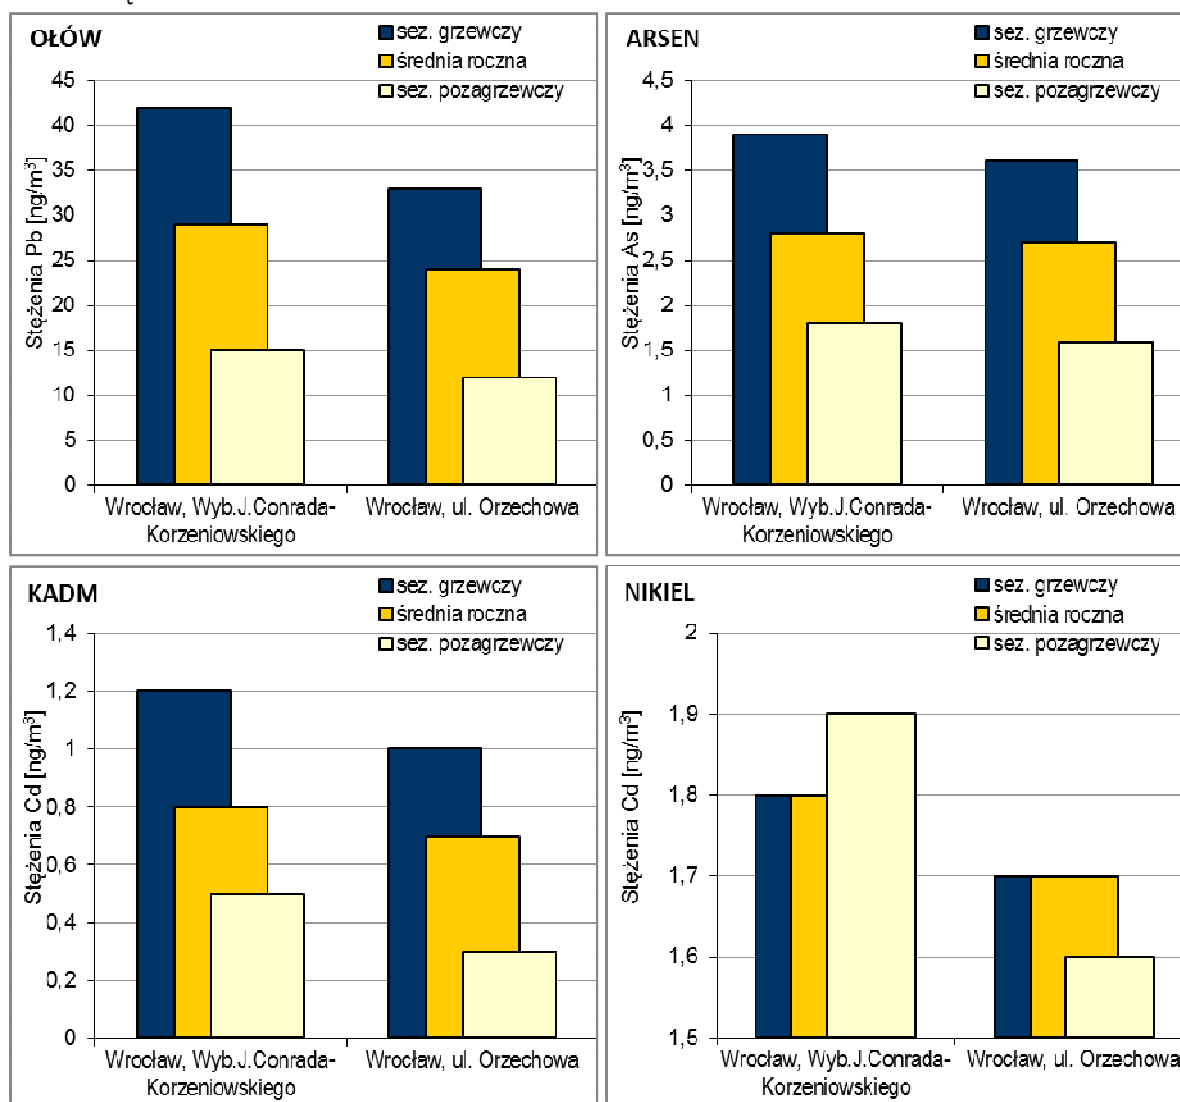 OŁÓW
sez. grzewczy
średnia roczna
sez. pozagrzewczy
Stężenia Pb [ng/m³]
45
40
35
30
25
20
15
10
5
0
Wrocław, Wyb.J.Conrada-
Korzeniowskiego
Wrocław, ul. Orzechowa
ARSEN
sez. grzewczy
średnia roczna
sez. pozagrzewczy
Stężenia As [ng/m³]
4,5
4
3,5
3
2,5
2
1,5
1
0,5
0
Wrocław, Wyb.J.Conrada-
Korzeniowskiego
Wrocław, ul. Orzechowa
KADM
sez. grzewczy
średnia roczna
sez. pozagrzewczy
Stężenia Cd [ng/m³]
1,4
1,2
1
0,8
0,6
0,4
0,2
0
Wrocław, Wyb.J.Conrada-
Korzeniowskiego
Wrocław, ul. Orzechowa
NIKIEL
sez. grzewczy
średnia roczna
sez. pozagrzewczy
Stężenia Cd [ng/m³]
2
1,9
1,8
1,7
1,6
1,5
Wrocław, Wyb.J.Conrada-
Korzeniowskiego
Wrocław, ul. Orzechowa